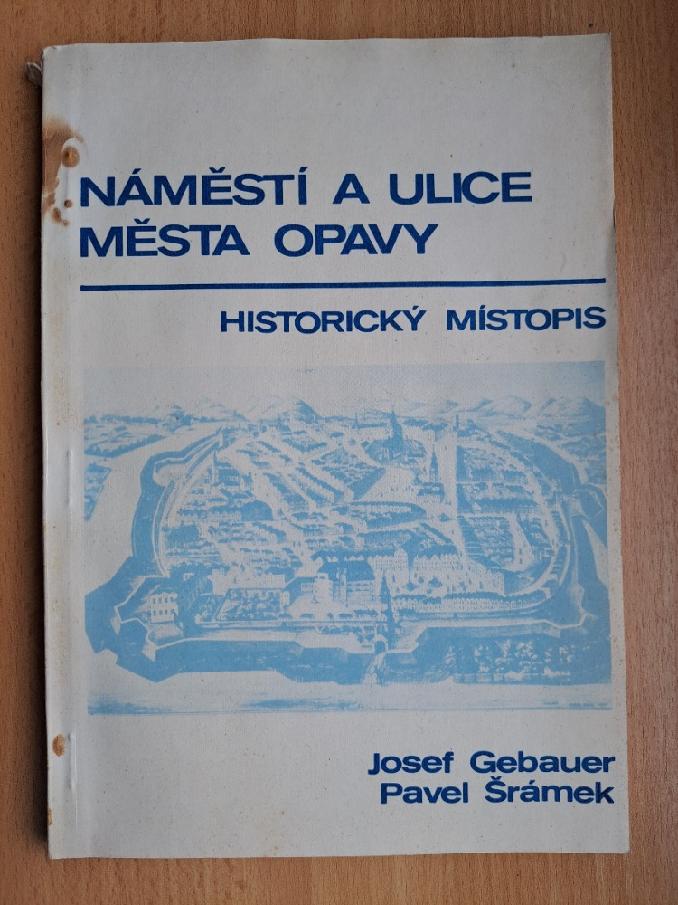 NÁMĚSTÍ A ULICE
MĚSTA OPAVY
HISTORICKÝ MÍSTOPIS
Josef Gebauer
Pavel Šrámek